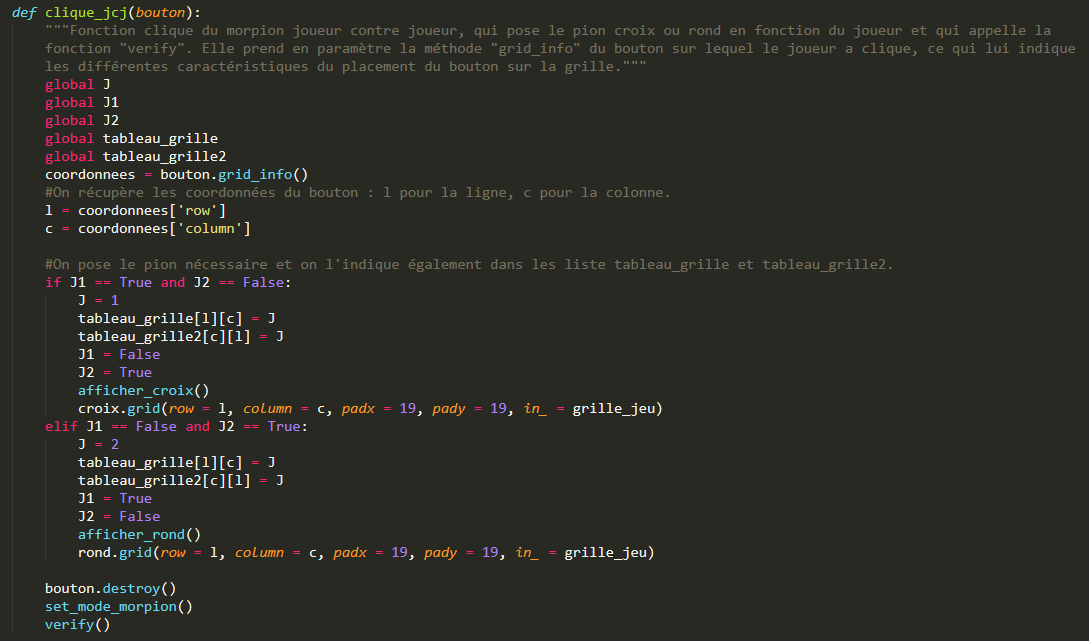 def clique_jcj(bouton):
    """Fonction clique du morpion joueur contre joueur, qui pose le pion croix ou rond en fonction du joueur et qui appelle la
    fonction "verify". Elle prend en paramètre la méthode "grid_info" du bouton sur lequel le joueur a clique, ce qui lui indique
    les différentes caractéristiques du placement du bouton sur la grille."""
    global J
    global J1
    global J2
    global tableau_grille
    global tableau_grille2
    coordonnees = bouton.grid_info()
    #On récupère les coordonnées du bouton : l pour la ligne, c pour la colonne.
    l = coordonnees['row']
    c = coordonnees['column']

    #On pose le pion nécessaire et on l'indique également dans les liste tableau_grille et tableau_grille2.
    if J1 == True and J2 == False:
        J = 1
        tableau_grille[l][c] = J
        tableau_grille2[c][l] = J
        J1 = False
        J2 = True
        afficher_croix()
        croix.grid(row = l, column = c, padx = 19, pady = 19, in_ = grille_jeu)
    elif J1 == False and J2 == True:
        J = 2
        tableau_grille[l][c] = J
        tableau_grille2[c][l] = J
        J1 = True
        J2 = False
        afficher_rond()
        rond.grid(row = l, column = c, padx = 19, pady = 19, in_ = grille_jeu)

    bouton.destroy()
    set_mode_morpion()
    verify()